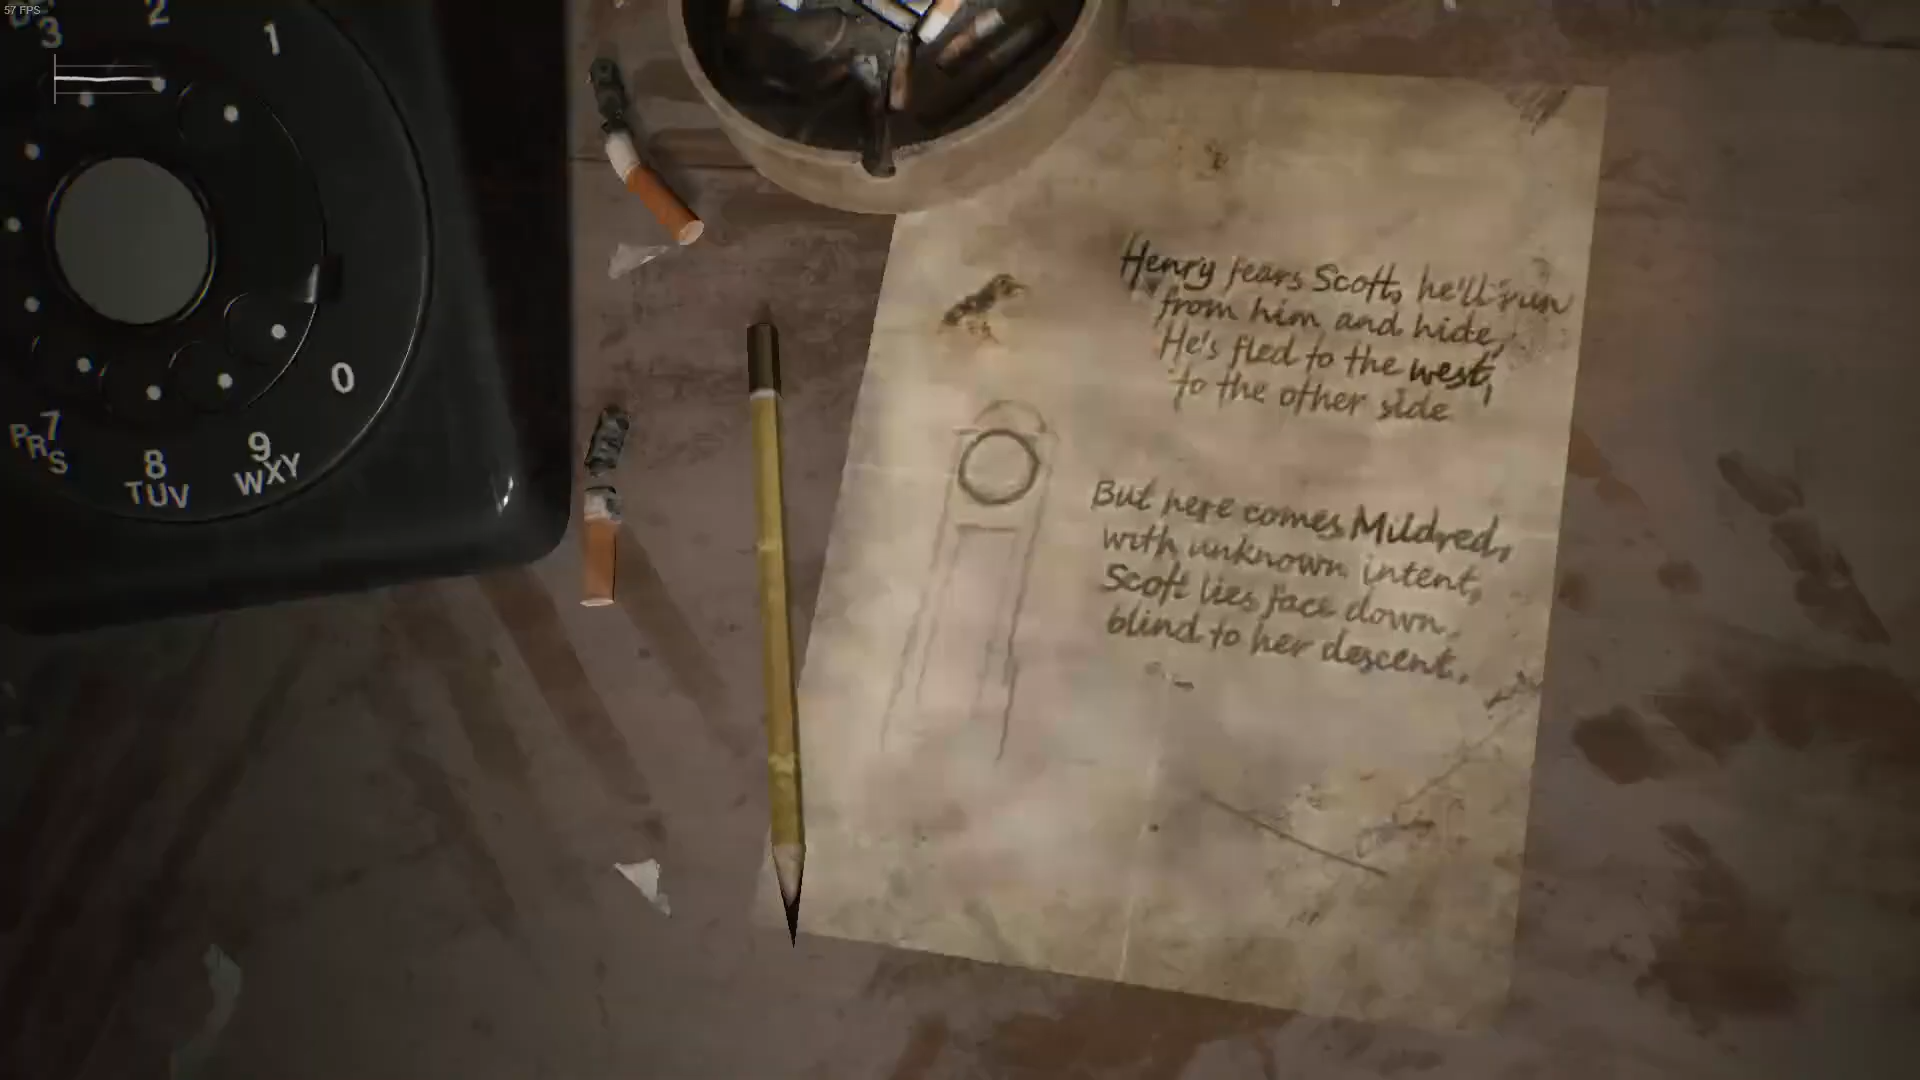 57 FPS
3
2
1
0
7
PRS
8
TUV
9
WXY
Henry fears Scott, he'll run
from him and hide,
He's fled to the west,
to the other side
But here comes Mildred,
with unknown intent,
Scott lies face down,
blind to her descent.